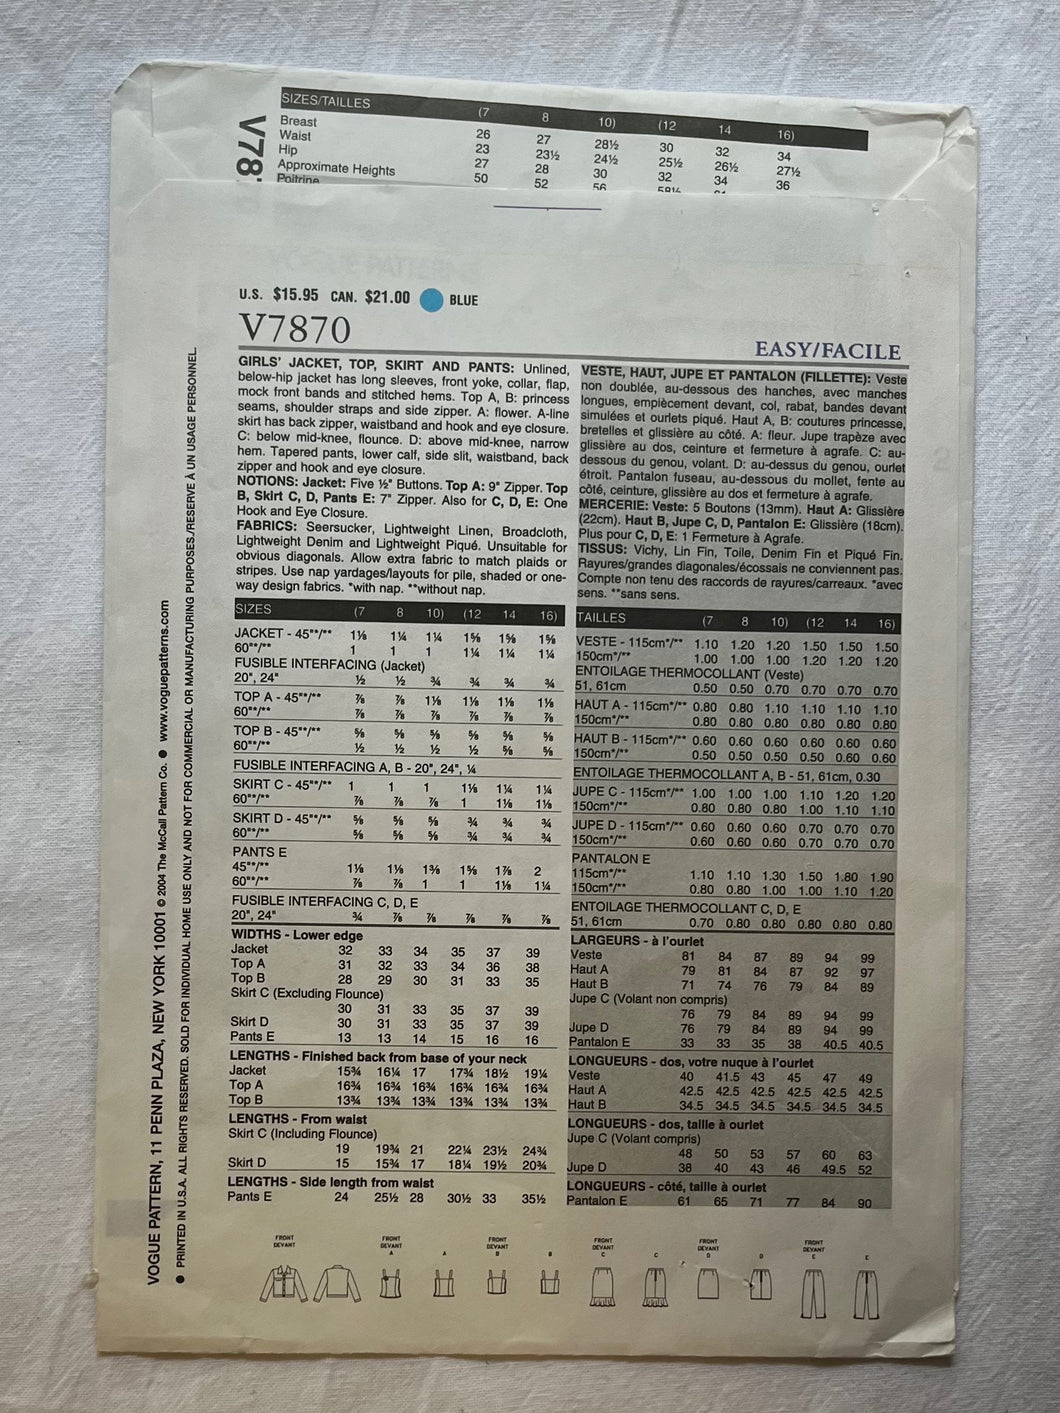 SIZES/TAILLES (7 8 10) (12 14 16)
Breast 26 27 28½ 30 32 34
Waist 23 23½ 24½ 25½ 26½ 27½
Hip 27 28 30 32 34 36
Approximate Heights 50 52 56 58½
Poitrine
V78
U.S. $15.95 CAN. $21.00 BLUE
V7870
EASY/FACILE
GIRLS' JACKET, TOP, SKIRT AND PANTS: Unlined,
below-hip jacket has long sleeves, front yoke, collar, flap,
mock front bands and stitched hems. Top A, B: princess
seams, shoulder straps and side zipper. A: flower. A-line
skirt has back zipper, waistband and hook and eye closure.
C: below mid-knee, flounce. D: above mid-knee, narrow
hem. Tapered pants, lower calf, side slit, waistband, back
zipper and hook and eye closure.
NOTIONS: Jacket: Five ½" Buttons. Top A: 9" Zipper. Top
B, Skirt C, D, Pants E: 7" Zipper. Also for C, D, E: One
Hook and Eye Closure.
FABRICS: Seersucker, Lightweight Linen, Broadcloth,
Lightweight Denim and Lightweight Piqué. Unsuitable for
obvious diagonals. Allow extra fabric to match plaids or
stripes. Use nap yardages/layouts for pile, shaded or one-
way design fabrics. *with nap. **without nap.
SIZES (7 8 10) (12 14 16)
JACKET - 45"*/** 1⅛ 1¼ 1¼ 1⅝ 1⅝ 1⅝
60"*/** 1 1 1 1¼ 1¼ 1¼
FUSIBLE INTERFACING (Jacket)
20", 24" ½ ½ ¾ ¾ ¾ ¾
TOP A - 45"*/** ⅞ ⅞ 1⅛ 1⅛ 1⅛ 1⅛
60"*/** ⅞ ⅞ ⅞ ⅞ ⅞ ⅞
TOP B - 45"*/** ⅝ ⅝ ⅝ ⅝ ⅝ ⅝
60"*/** ½ ½ ½ ½ ⅝ ⅝
FUSIBLE INTERFACING A, B - 20", 24", ¼
SKIRT C - 45"*/** 1 1 1 1⅛ 1¼ 1¼
60"*/** ⅞ ⅞ ⅞ 1 1⅛ 1⅛
SKIRT D - 45"*/** ⅝ ⅝ ⅝ ¾ ¾ ¾
60"*/** ⅝ ⅝ ⅝ ¾ ¾ ¾
PANTS E
45"*/** 1⅛ 1⅛ 1⅜ 1⅝ 1⅞ 2
60"*/** ⅞ ⅞ 1 1 1⅛ 1¼
FUSIBLE INTERFACING C, D, E
20", 24" ¾ ⅞ ⅞ ⅞ ⅞ ⅞
WIDTHS - Lower edge
Jacket 32 33 34 35 37 39
Top A 31 32 33 34 36 38
Top B 28 29 30 31 33 35
Skirt C (Excluding Flounce)
30 31 33 35 37 39
Skirt D 30 31 33 35 37 39
Pants E 13 13 14 15 16 16
LENGTHS - Finished back from base of your neck
Jacket 15¾ 16¼ 17 17¾ 18½ 19¼
Top A 16¾ 16¾ 16¾ 16¾ 16¾ 16¾
Top B 13¾ 13¾ 13¾ 13¾ 13¾ 13¾
LENGTHS - From waist
Skirt C (Including Flounce)
19 19¾ 21 22¼ 23½ 24¾
Skirt D 15 15¾ 17 18¼ 19½ 20¾
LENGTHS - Side length from waist
Pants E 24 25½ 28 30½ 33 35½
VESTE, HAUT, JUPE ET PANTALON (FILLETTE): Veste
non doublée, au-dessous des hanches, avec manches
longues, empiècement devant, col, rabat, bandes devant
simulées et ourlets piqué. Haut A, B: coutures princesse,
bretelles et glissière au côté. A: fleur. Jupe trapèze avec
glissière au dos, ceinture et fermeture à agrafe. C: au-
dessous du genou, volant. D: au-dessus du genou, ourlet
étroit. Pantalon fuseau, au-dessous du mollet, fente au
côté, ceinture, glissière au dos et fermeture à agrafe.
MERCERIE: Veste: 5 Boutons (13mm). Haut A: Glissière
(22cm). Haut B, Jupe C, D, Pantalon E: Glissière (18cm).
Plus pour C, D, E: 1 Fermeture à Agrafe.
TISSUS: Vichy, Lin Fin, Toile, Denim Fin et Piqué Fin.
Rayures/grandes diagonales/écossais ne conviennent pas.
Compte non tenu des raccords de rayures/carreaux. *avec
sens. **sans sens.
TAILLES (7 8 10) (12 14 16)
VESTE - 115cm*/** 1.10 1.20 1.20 1.50 1.50 1.50
150cm*/** 1.00 1.00 1.00 1.20 1.20 1.20
ENTOILAGE THERMOCOLLANT (Veste)
51, 61cm 0.50 0.50 0.70 0.70 0.70 0.70
HAUT A - 115cm*/** 0.80 0.80 1.10 1.10 1.10 1.10
150cm*/** 0.80 0.80 0.80 0.80 0.80 0.80
HAUT B - 115cm*/** 0.60 0.60 0.60 0.60 0.60 0.60
150cm*/** 0.50 0.50 0.50 0.50 0.60 0.60
ENTOILAGE THERMOCOLLANT A, B - 51, 61cm, 0.30
JUPE C - 115cm*/** 1.00 1.00 1.00 1.10 1.20 1.20
150cm*/** 0.80 0.80 0.80 1.00 1.10 1.10
JUPE D - 115cm*/** 0.60 0.60 0.60 0.70 0.70 0.70
150cm*/** 0.60 0.60 0.60 0.70 0.70 0.70
PANTALON E
115cm*/** 1.10 1.10 1.30 1.50 1.80 1.90
150cm*/** 0.80 0.80 1.00 1.00 1.10 1.20
ENTOILAGE THERMOCOLLANT C, D, E
51, 61cm 0.70 0.80 0.80 0.80 0.80 0.80
LARGEURS - à l'ourlet
Veste 81 84 87 89 94 99
Haut A 79 81 84 87 92 97
Haut B 71 74 76 79 84 89
Jupe C (Volant non compris)
76 79 84 89 94 99
Jupe D 76 79 84 89 94 99
Pantalon E 33 33 35 38 40.5 40.5
LONGUEURS - dos, votre nuque à l'ourlet
Veste 40 41.5 43 45 47 49
Haut A 42.5 42.5 42.5 42.5 42.5 42.5
Haut B 34.5 34.5 34.5 34.5 34.5 34.5
LONGUEURS - dos, taille à ourlet
Jupe C (Volant compris)
48 50 53 57 60 63
Jupe D 38 40 43 46 49.5 52
LONGUEURS - côté, taille à ourlet
Pantalon E 61 65 71 77 84 90
FRONT
DEVANT
FRONT
DEVANT
A
A
FRONT
DEVANT
B
B
FRONT
DEVANT
C
C
FRONT
DEVANT
D
D
FRONT
DEVANT
E
E
VOGUE PATTERN, 11 PENN PLAZA, NEW YORK 10001 © 2004 The McCall Pattern Co. ● www.voguepatterns.com
● PRINTED IN U.S.A. ALL RIGHTS RESERVED. SOLD FOR INDIVIDUAL HOME USE ONLY AND NOT FOR COMMERCIAL OR MANUFACTURING PURPOSES./RESERVE À UN USAGE PERSONNEL.